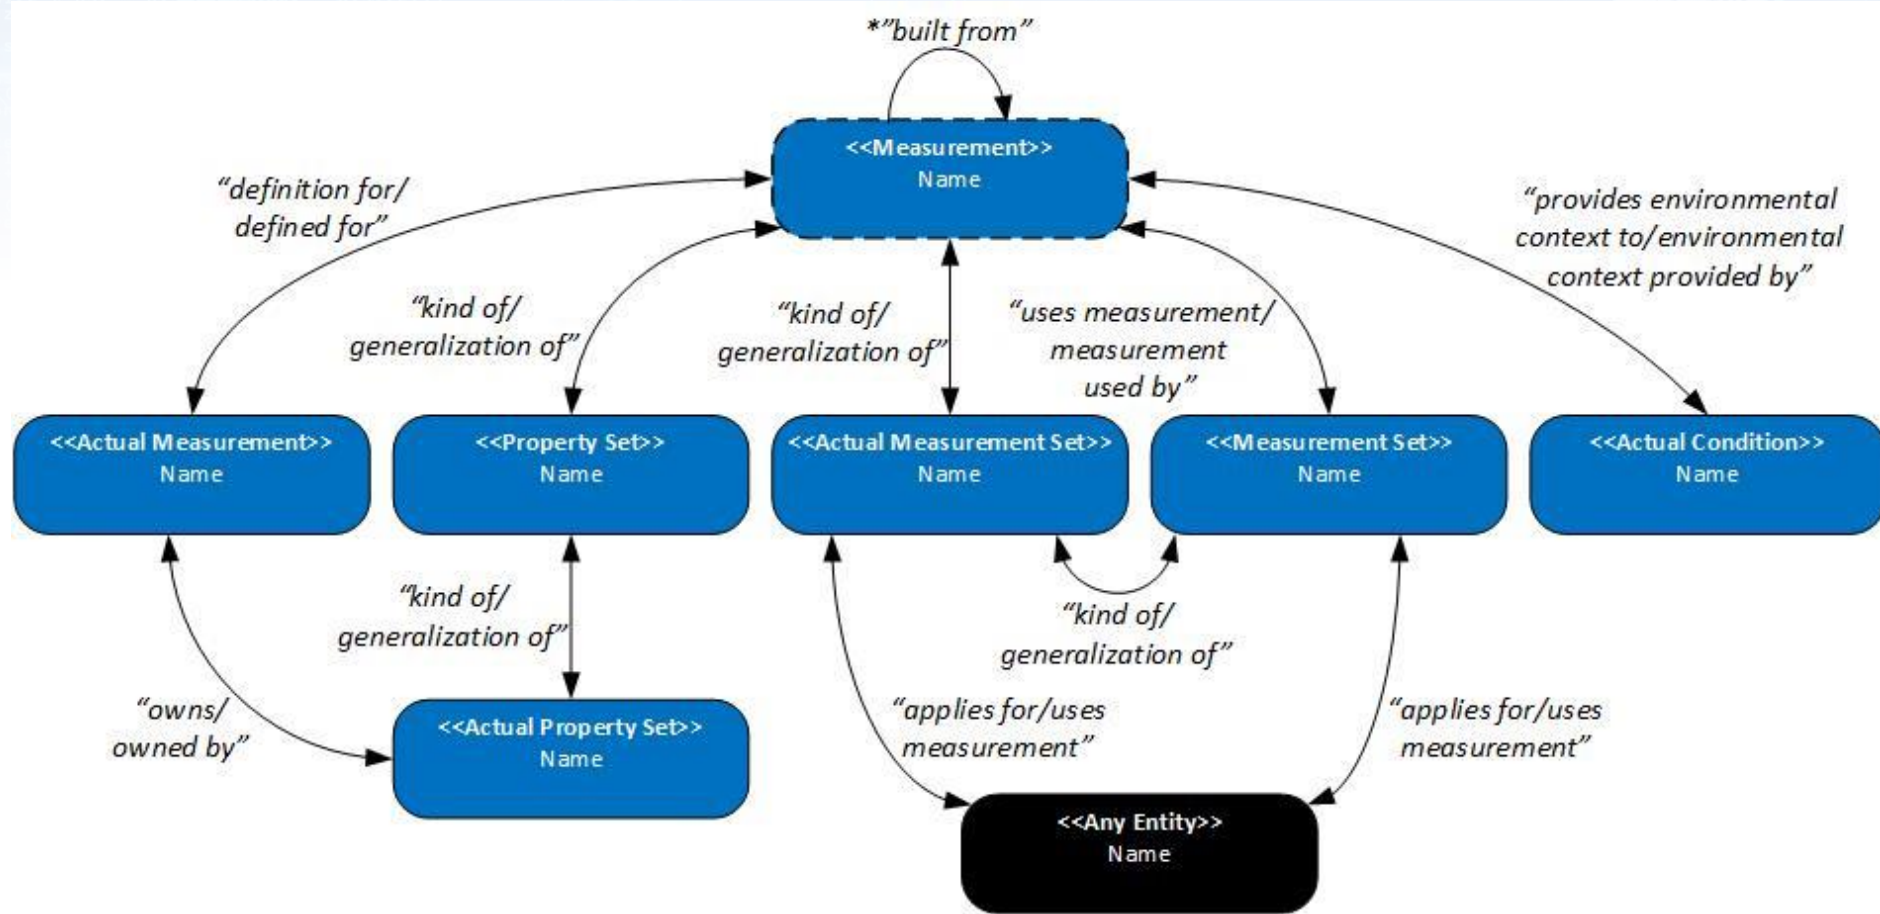 *”built from”
<<Measurement>>
Name
“definition for/
defined for”
“provides environmental
context to/environmental
context provided by”
“kind of/
generalization of”
“kind of/
generalization of”
“uses measurement/
measurement
used by”
<<Actual Measurement>>
Name
<<Property Set>>
Name
<<Actual Measurement Set>>
Name
<<Measurement Set>>
Name
<<Actual Condition>>
Name
“kind of/
generalization of”
“kind of/
generalization of”
“owns/
owned by”
<<Actual Property Set>>
Name
“applies for/uses
measurement”
“applies for/uses
measurement”
<<Any Entity>>
Name